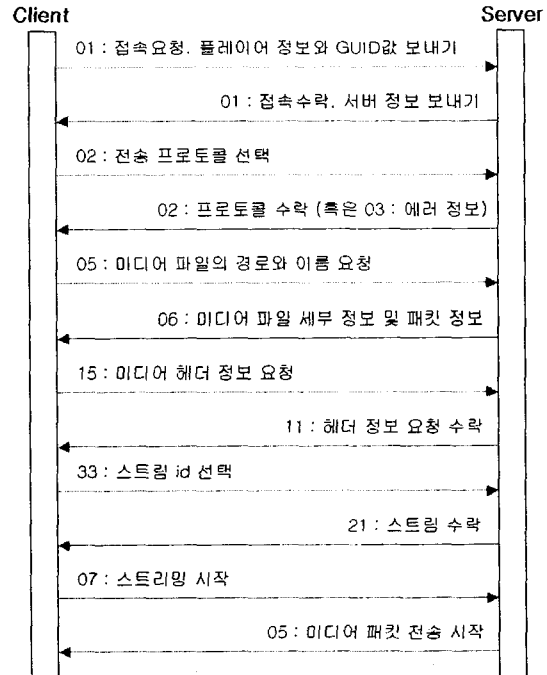 Client
Server
01 : 접속요청. 플레이어 정보와 GUID값 보내기
01 : 접속수락. 서버 정보 보내기
02 : 전송 프로토콜 선택
02 : 프로토콜 수락 (혹은 03 : 에러 정보)
05 : 미디어 파일의 경로와 이름 요청
06 : 미디어 파일 세부 정보 및 패킷 정보
15 : 미디어 헤더 정보 요청
11 : 헤더 정보 요청 수락
33 : 스트림 id 선택
21 : 스트림 수락
07 : 스트리밍 시작
05 : 미디어 패킷 전송 시작